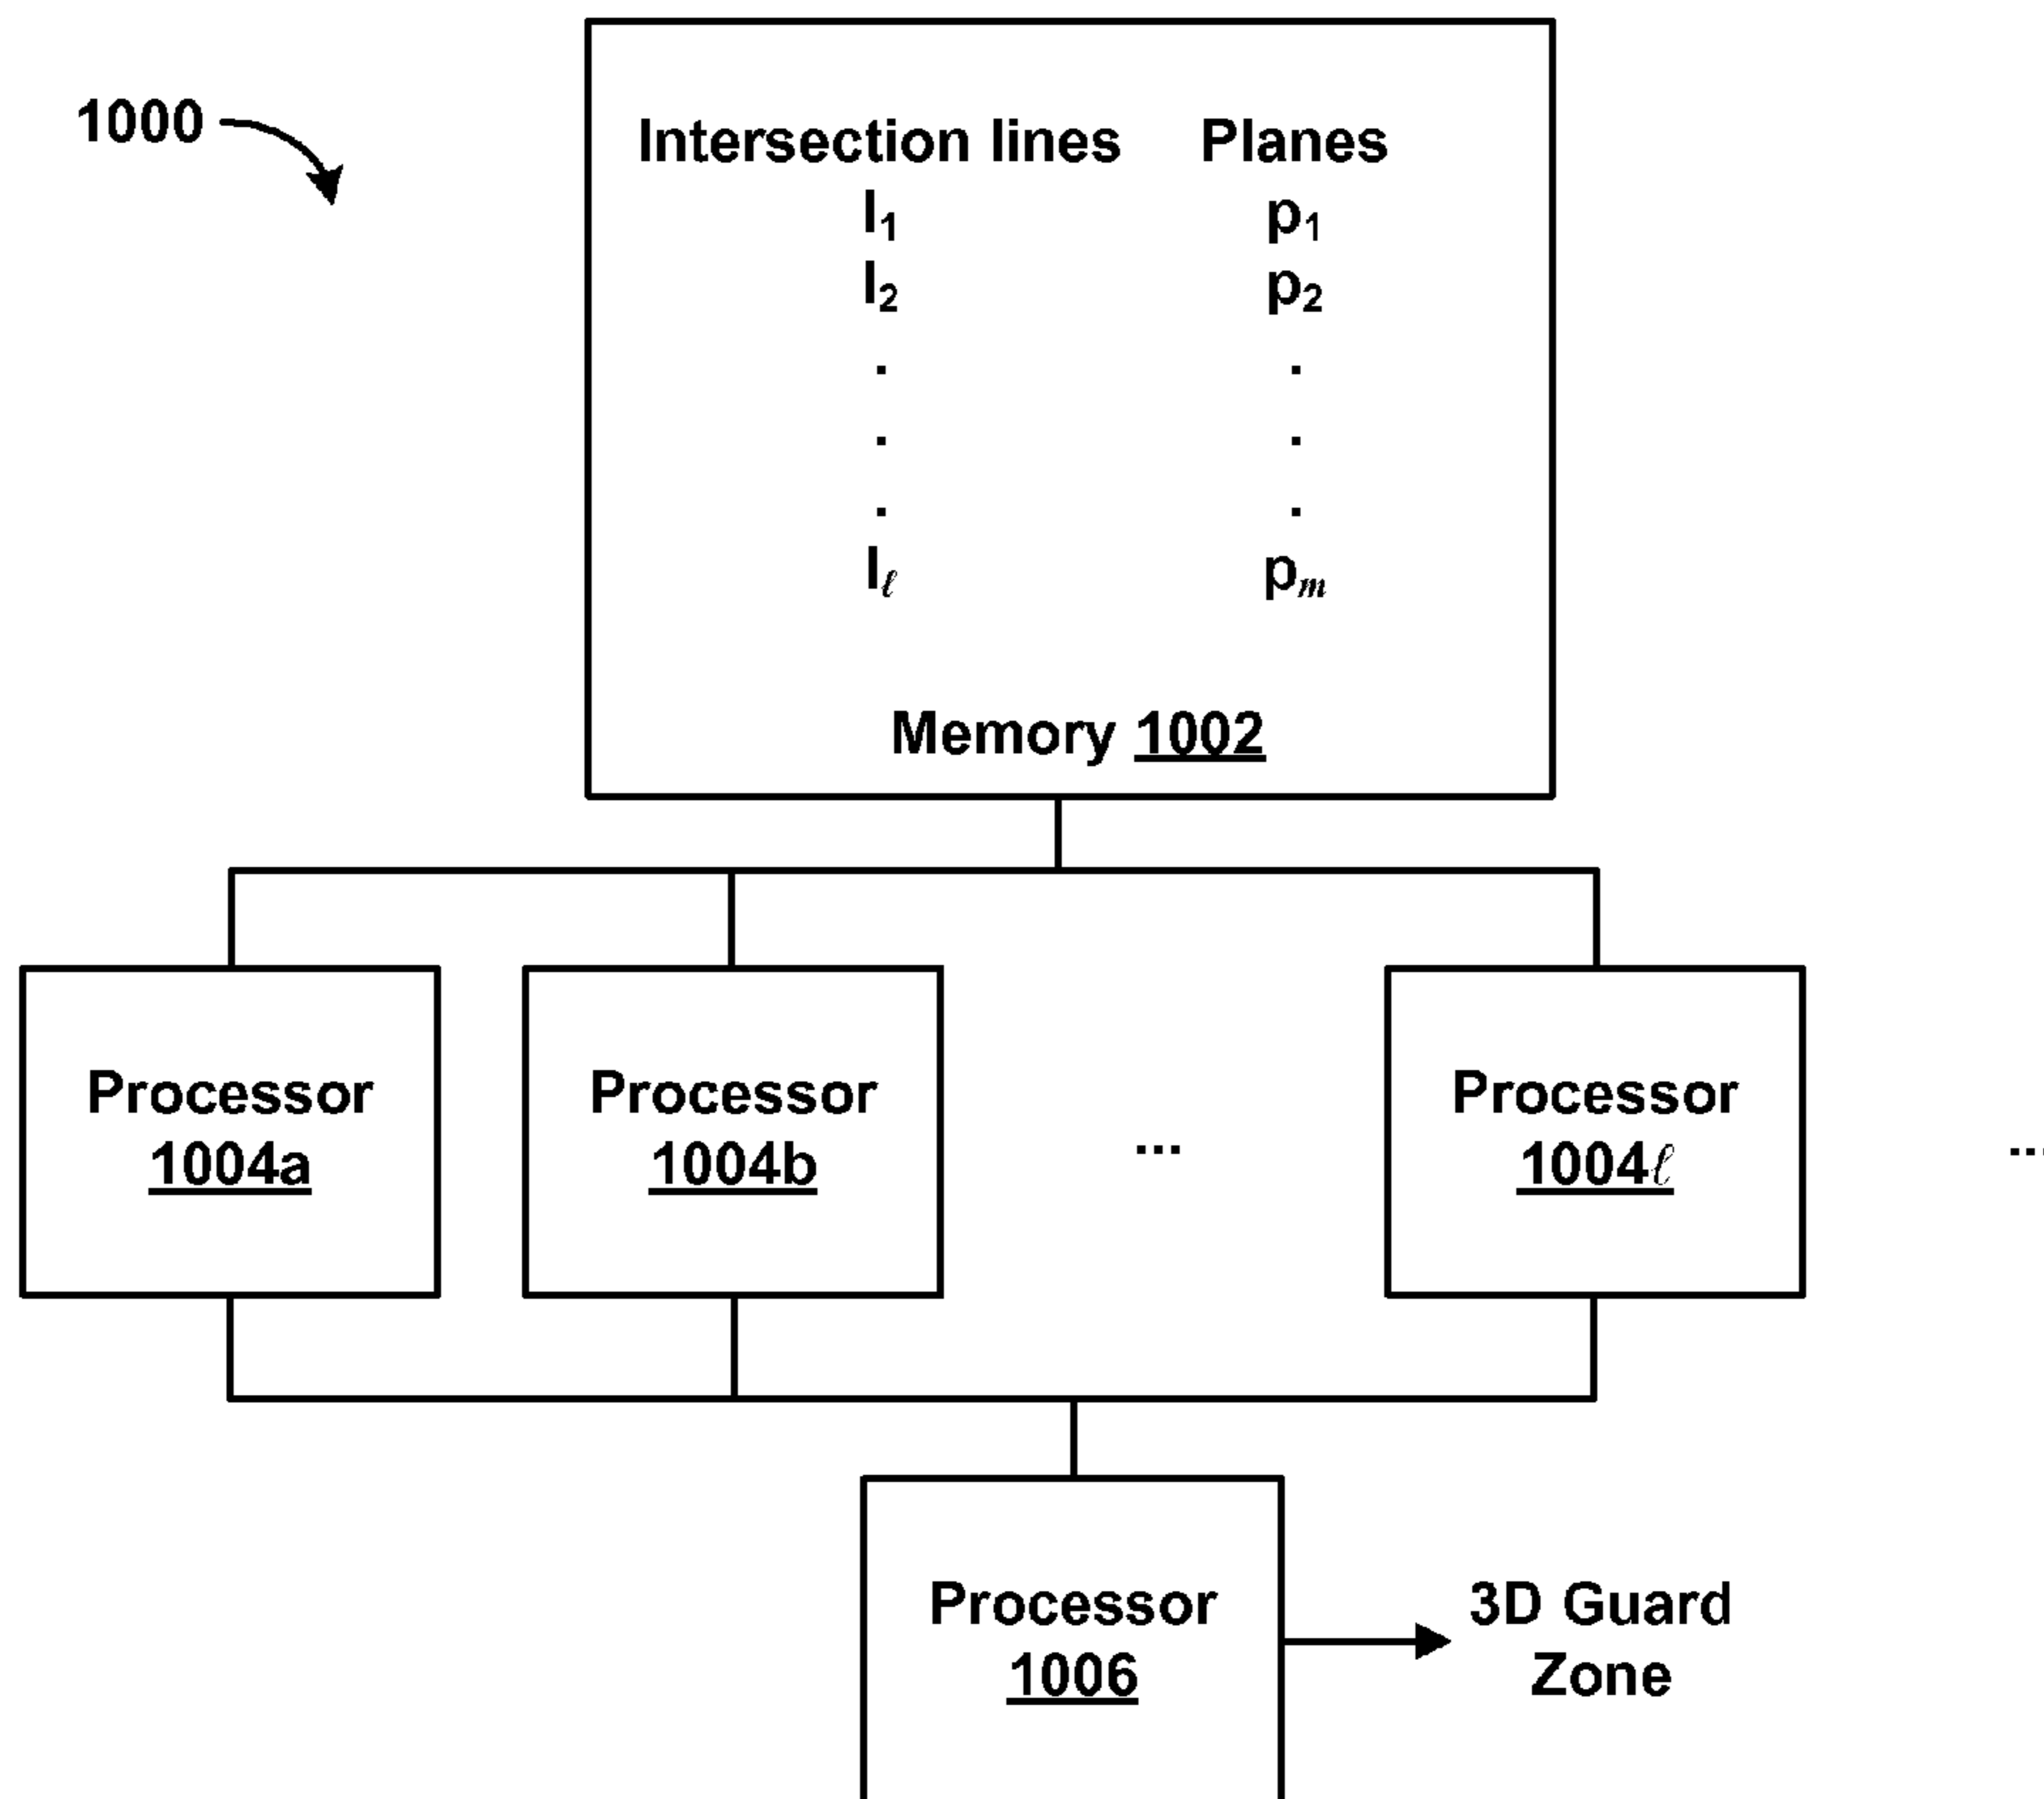 1000
Intersection lines Planes
l₁ p₁
l₂ p₂
. .
. .
. .
lℓ pm
Memory 1002
Processor 1004a
Processor 1004b
...
Processor 1004ℓ
...
Processor 1006
3D Guard Zone